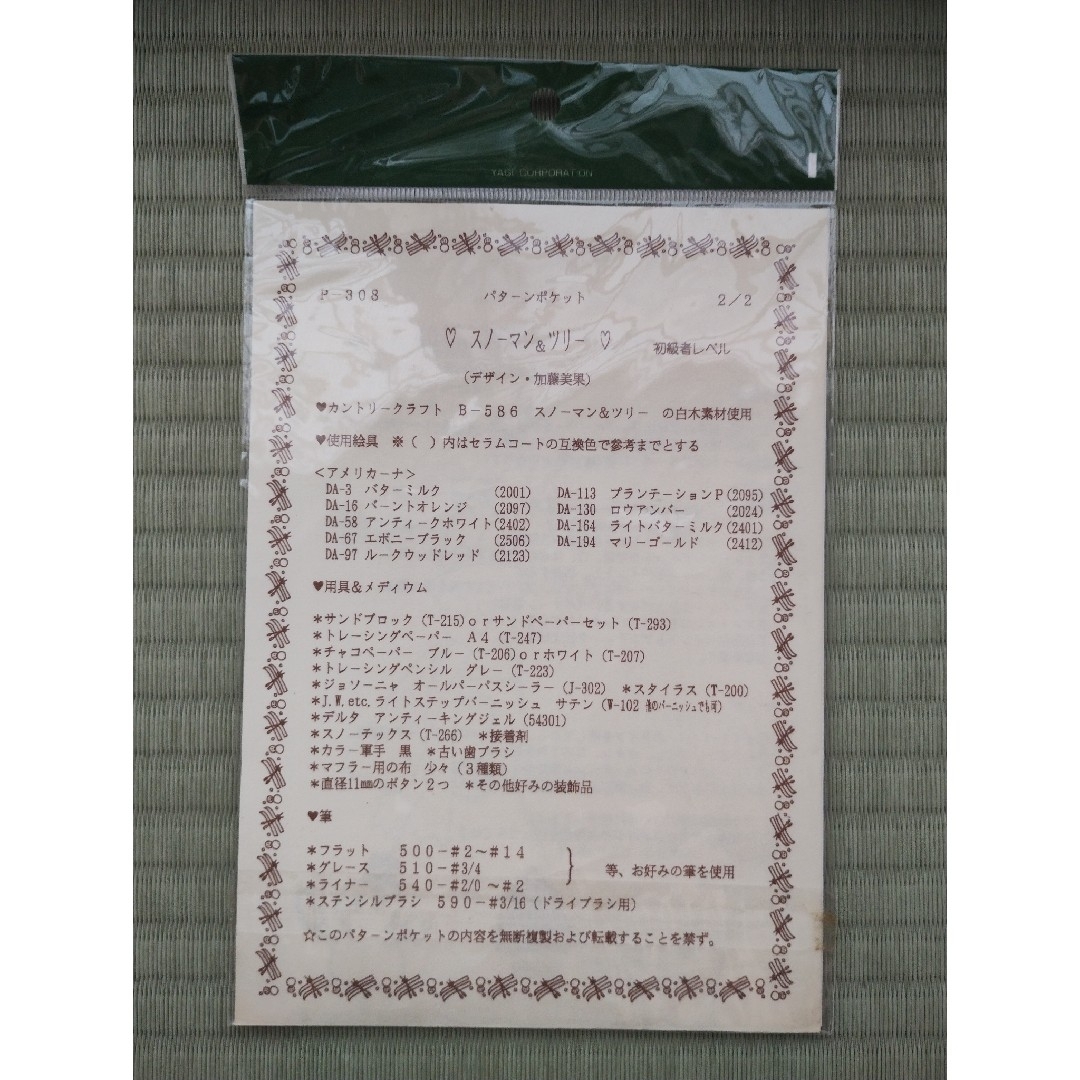 YAGI CORPORATION
P-308 パターンポケット 2/2
♡ スノーマン&ツリー ♡ 初級者レベル
(デザイン・加藤美果)
♥カントリークラフト B-586 スノーマン&ツリー の白木素材使用
♥使用絵具 ※( )内はセラムコートの互換色で参考までとする
<アメリカーナ>
DA-3 バターミルク (2001) DA-113 プランテーションP(2095)
DA-16 バーントオレンジ (2097) DA-130 ロウアンバー (2024)
DA-58 アンティークホワイト(2402) DA-164 ライトバターミルク(2401)
DA-67 エボニーブラック (2506) DA-194 マリーゴールド (2412)
DA-97 ルークウッドレッド (2123)
♥用具&メディウム
*サンドブロック(T-215)orサンドペーパーセット(T-293)
*トレーシングペーパー A4(T-247)
*チャコペーパー ブルー(T-206)orホワイト(T-207)
*トレーシングペンシル グレー(T-223)
*ジョソーニャ オールパーパスシーラー(J-302) *スタイラス(T-200)
*J.W.etc.ライトステップバーニッシュ サテン(W-102 他のバーニッシュでも可)
*デルタ アンティーキングジェル(54301)
*スノーテックス(T-266) *接着剤
*カラー軍手 黒 *古い歯ブラシ
*マフラー用の布 少々(3種類)
*直径11mmのボタン2つ *その他好みの装飾品
♥筆
*フラット 500-#2~#14
*グレース 510-#3/4 等、お好みの筆を使用
*ライナー 540-#2/0~#2
*ステンシルブラシ 590-#3/16(ドライブラシ用)
☆このパターンポケットの内容を無断複製および転載することを禁ず。